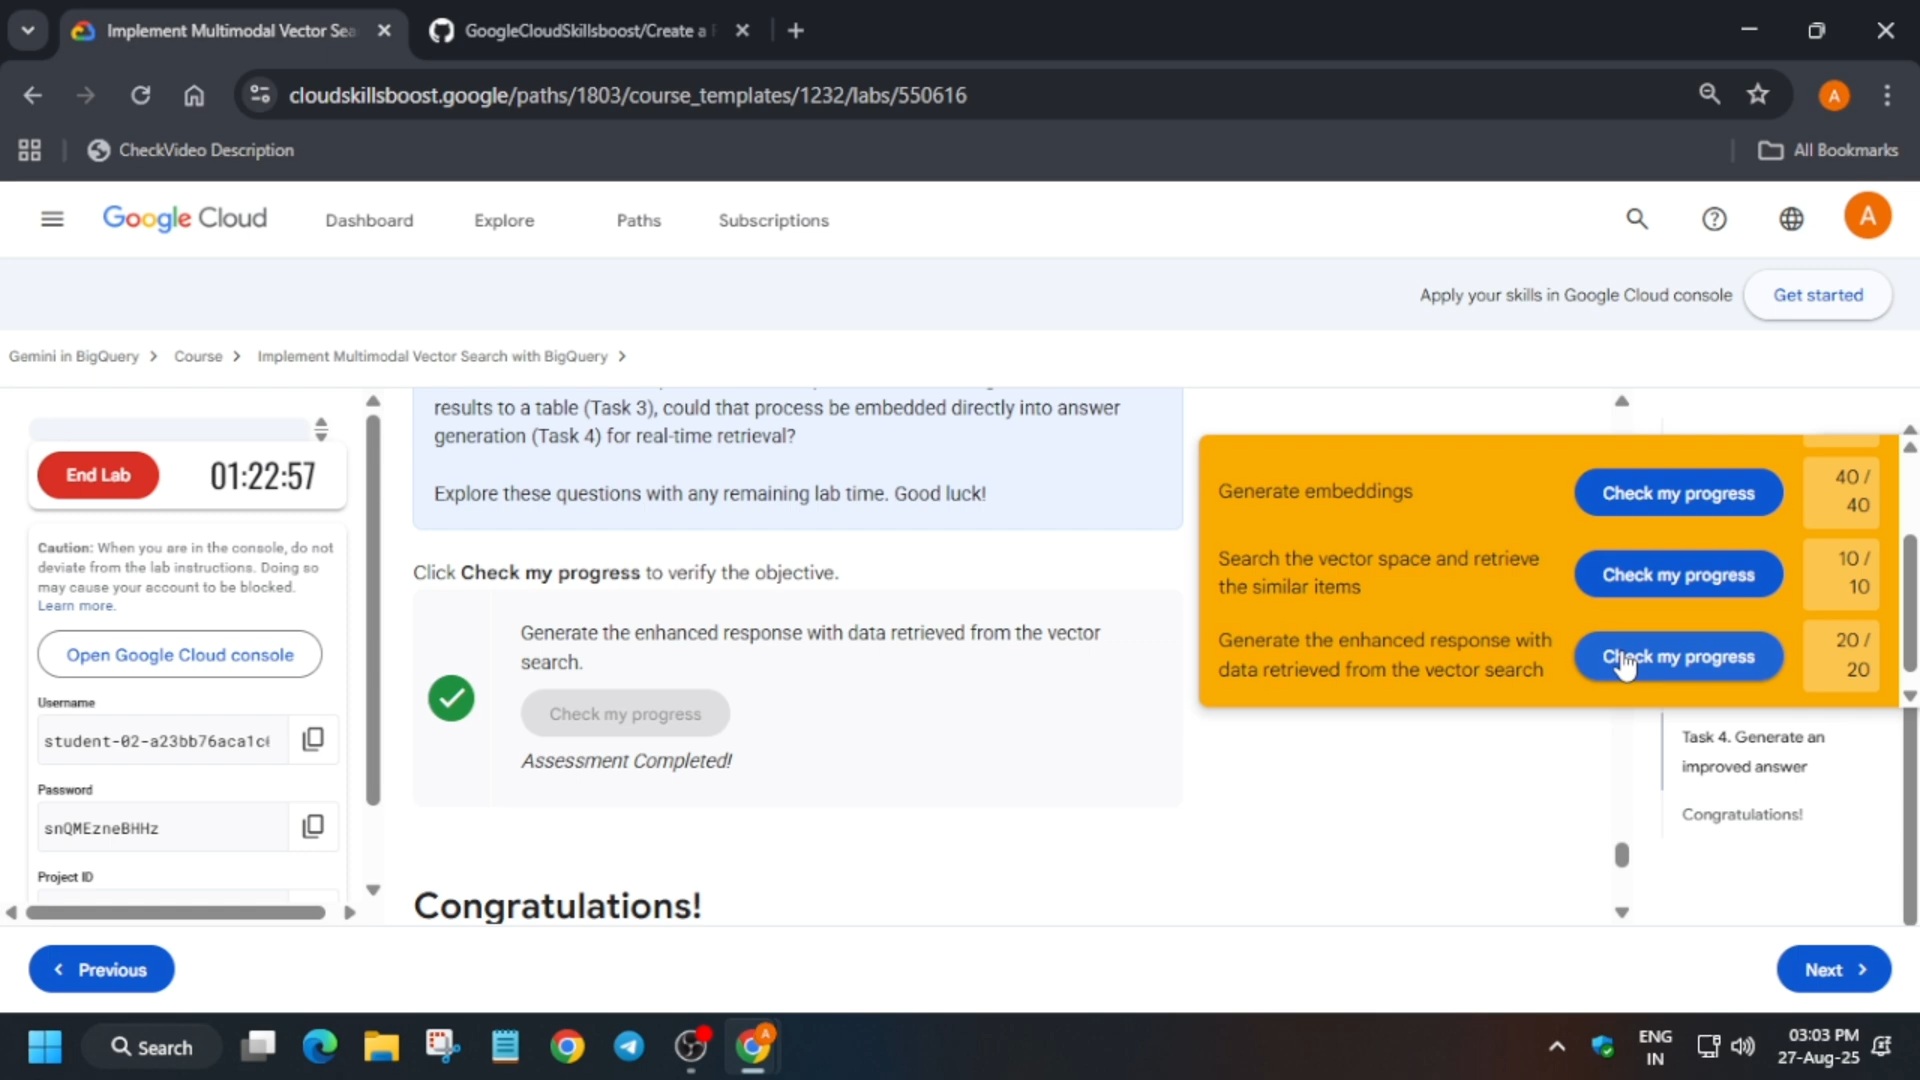 Implement Multimodal Vector Sea
GoogleCloudSkillsboost/Create a
cloudskillsboost.google/paths/1803/course_templates/1232/labs/550616
A
CheckVideo Description
All Bookmarks
Google Cloud
Dashboard
Explore
Paths
Subscriptions
A
Apply your skills in Google Cloud console
Get started
Gemini in BigQuery
Course
Implement Multimodal Vector Search with BigQuery
End Lab
01:22:57
Caution: When you are in the console, do not
deviate from the lab instructions. Doing so
may cause your account to be blocked.
Learn more.
Open Google Cloud console
Username
student-02-a23bb76aca1c
Password
snQMEzneBHHz
Project ID
results to a table (Task 3), could that process be embedded directly into answer
generation (Task 4) for real-time retrieval?
Explore these questions with any remaining lab time. Good luck!
Click Check my progress to verify the objective.
Generate the enhanced response with data retrieved from the vector
search.
Check my progress
Assessment Completed!
Congratulations!
Generate embeddings
Check my progress
40 /
40
Search the vector space and retrieve
the similar items
Check my progress
10 /
10
Generate the enhanced response with
data retrieved from the vector search
Check my progress
20 /
20
Task 4. Generate an
improved answer
Congratulations!
Previous
Next
Search
A
ENG
IN
03:03 PM
27-Aug-25